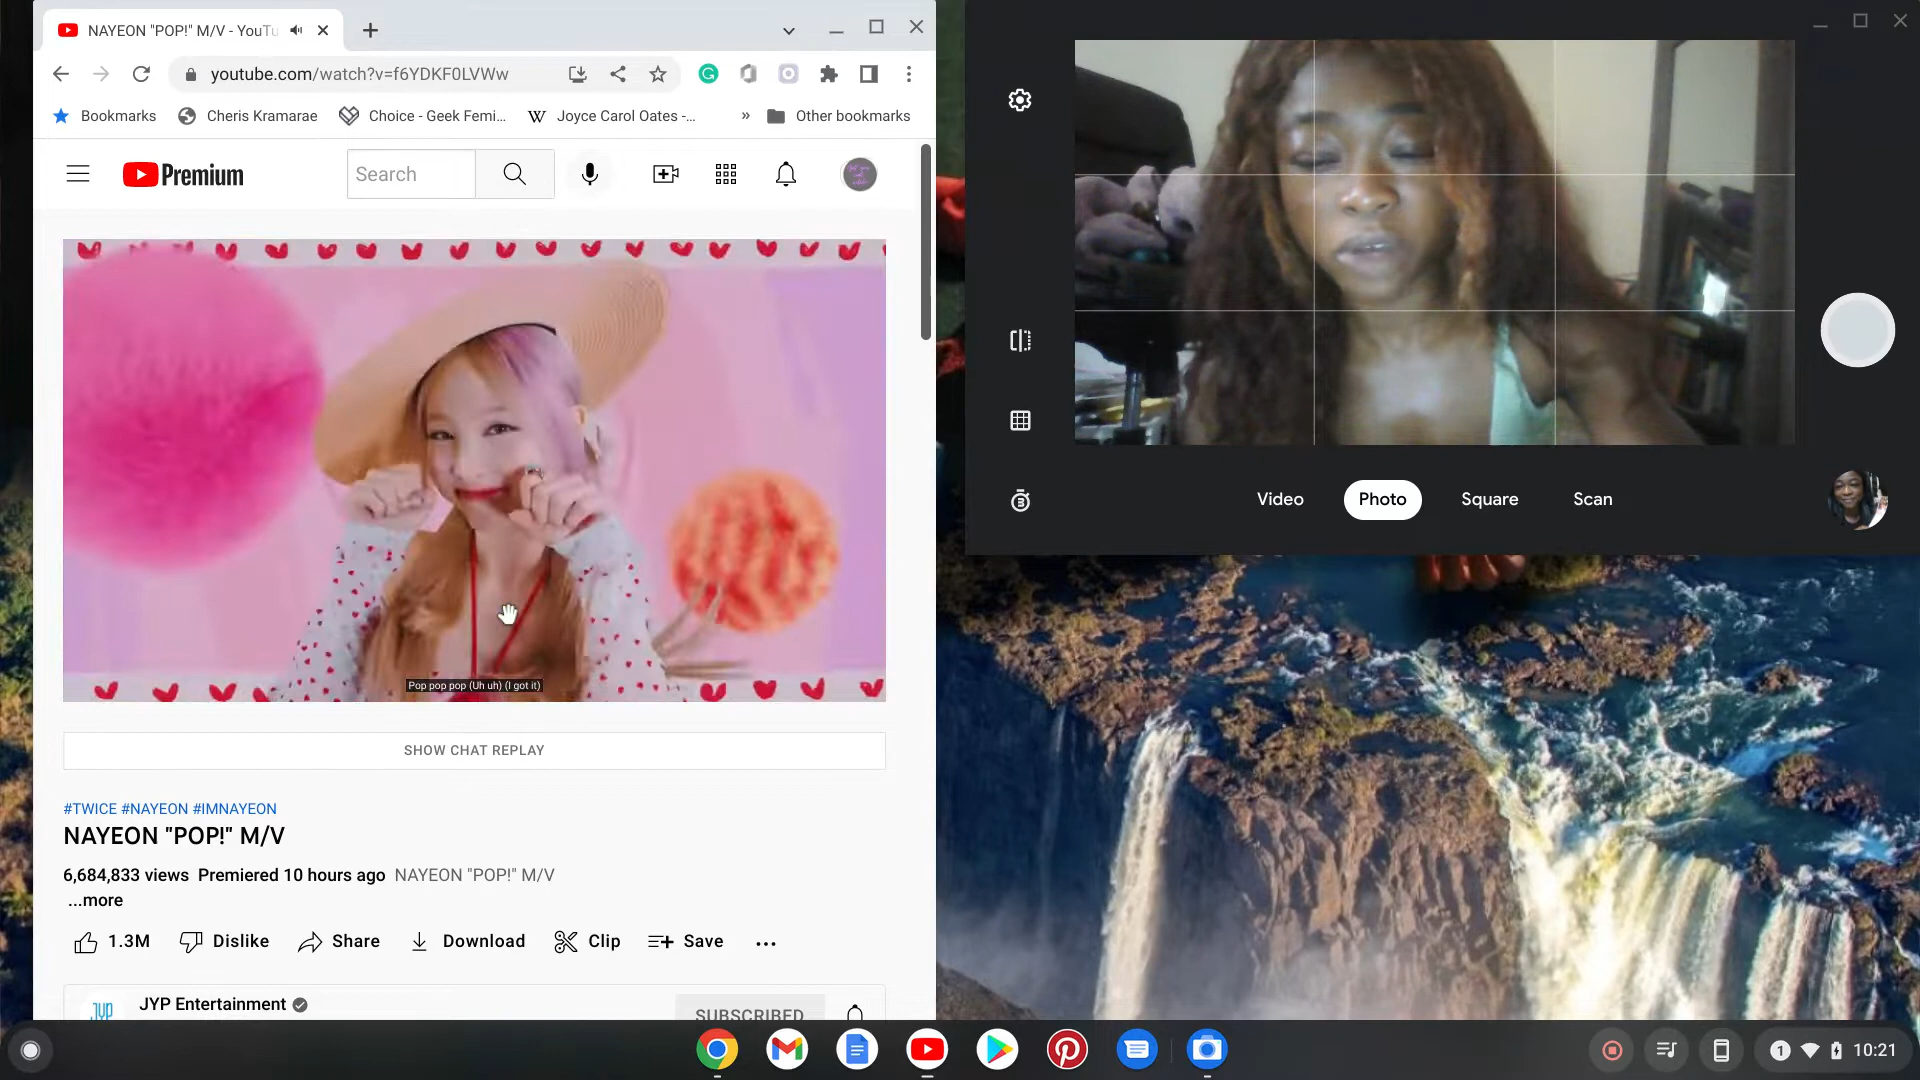 NAYEON "POP!" M/V - YouTu
youtube.com/watch?v=f6YDKF0LVWw
Bookmarks
Cheris Kramarae
Choice - Geek Femi...
W
Joyce Carol Oates -...
»
Other bookmarks
Premium
Search
Pop pop pop (Uh uh) (I got it)
SHOW CHAT REPLAY
#TWICE #NAYEON #IMNAYEON
NAYEON "POP!" M/V
6,684,833 views Premiered 10 hours ago NAYEON "POP!" M/V
...more
1.3M
Dislike
Share
Download
Clip
Save
JYP
JYP Entertainment
SUBSCRIBED
3
Video
Photo
Square
Scan
1
10:21